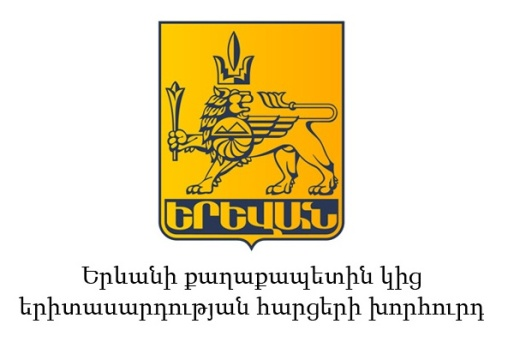 ԵՐԵՎԱՆ
Երևանի քաղաքապետին կից
երիտասարդության հարցերի խորհուրդ